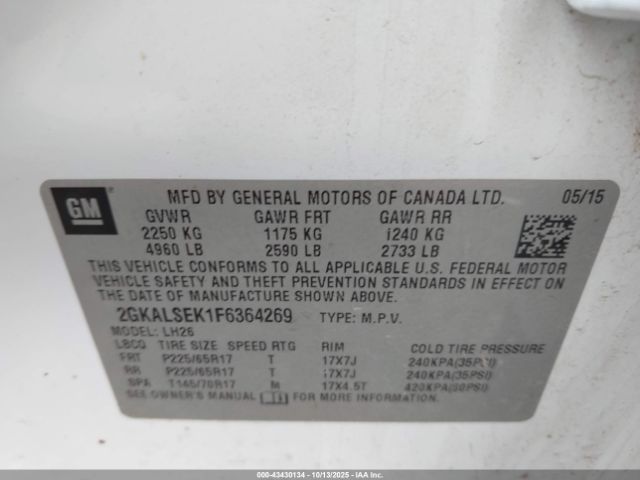 GM
MFD BY GENERAL MOTORS OF CANADA LTD. 05/15
GVWR GAWR FRT GAWR RR
2250 KG 1175 KG 1240 KG
4960 LB 2590 LB 2733 LB
THIS VEHICLE CONFORMS TO ALL APPLICABLE U.S. FEDERAL MOTOR
VEHICLE SAFETY AND THEFT PREVENTION STANDARDS IN EFFECT ON
THE DATE OF MANUFACTURE SHOWN ABOVE.
2GKALSEK1F6364269 TYPE: M.P.V.
MODEL: LH26
LBCQ TIRE SIZE SPEED RTG RIM COLD TIRE PRESSURE
FRT P225/65R17 T 17X7J 240KPA(35PSI)
RR P225/65R17 T 17X7J 240KPA(35PSI)
SPA T145/70R17 M 17X4.5T 420KPA(60PSI)
SEE OWNER'S MANUAL FOR MORE INFORMATION.
000-43430134 - 10/13/2025 - IAA Inc.